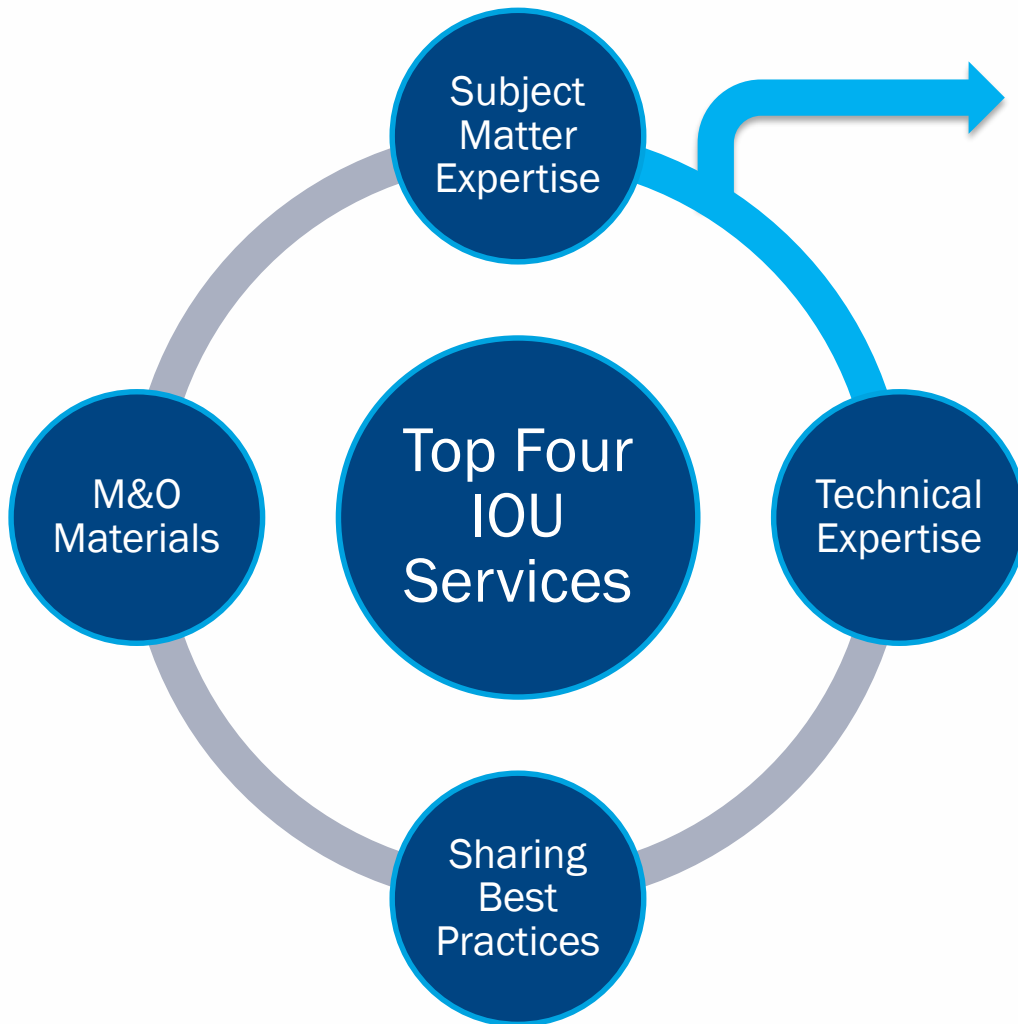 Subject
Matter
Expertise
Top Four
IOU
Services
M&O
Materials
Technical
Expertise
Sharing
Best
Practices